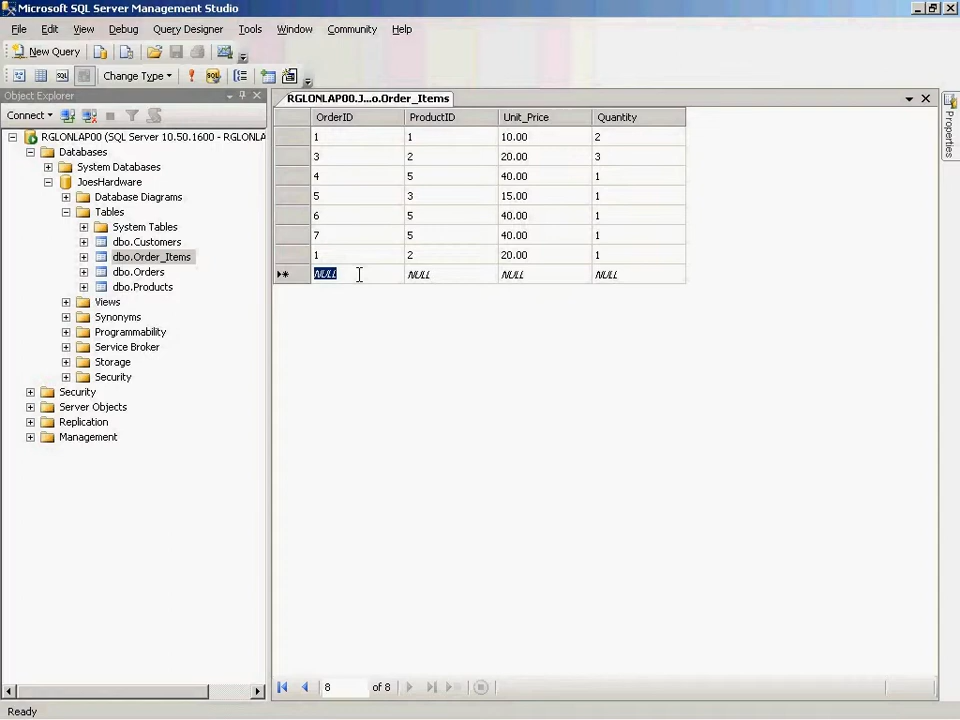 Microsoft SQL Server Management Studio
File Edit View Debug Query Designer Tools Window Community Help
New Query
SQL Change Type SQL
Object Explorer
RGLONLAP00.J...o.Order_Items
Connect
RGLONLAP00 (SQL Server 10.50.1600 - RGLONLA
Databases
System Databases
JoesHardware
Database Diagrams
Tables
System Tables
dbo.Customers
dbo.Order_Items
dbo.Orders
dbo.Products
Views
Synonyms
Programmability
Service Broker
Storage
Security
Security
Server Objects
Replication
Management
OrderID ProductID Unit_Price Quantity
1 1 10.00 2
3 2 20.00 3
4 5 40.00 1
5 3 15.00 1
6 5 40.00 1
7 5 40.00 1
1 2 20.00 1
NULL NULL NULL NULL
8 of 8
Properties
Ready